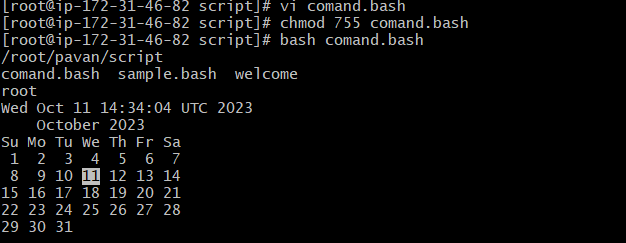 [root@ip-172-31-46-82 script]# vi comand.bash
[root@ip-172-31-46-82 script]# chmod 755 comand.bash
[root@ip-172-31-46-82 script]# bash comand.bash
/root/pavan/script
comand.bash  sample.bash  welcome
root
Wed Oct 11 14:34:04 UTC 2023
    October 2023
Su Mo Tu We Th Fr Sa
 1  2  3  4  5  6  7
 8  9 10 11 12 13 14
15 16 17 18 19 20 21
22 23 24 25 26 27 28
29 30 31